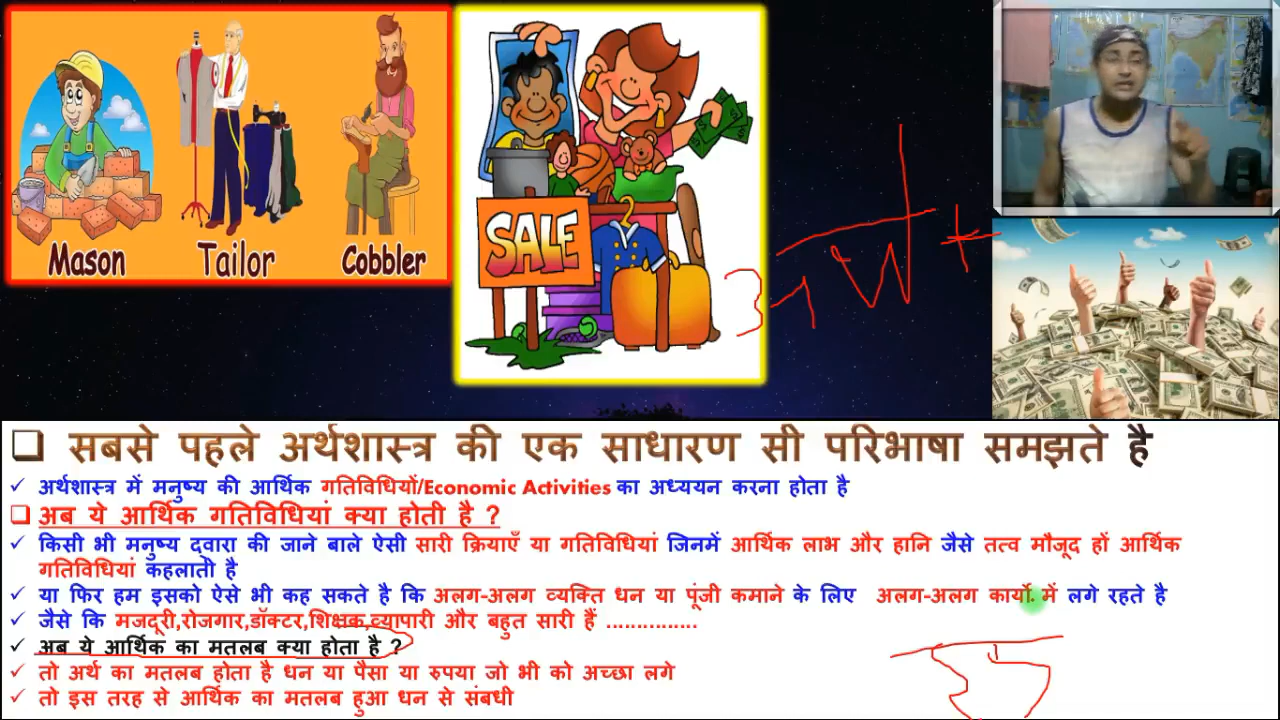 Mason Tailor Cobbler
SALE
अर्थ +
❑ सबसे पहले अर्थशास्त्र की एक साधारण सी परिभाषा समझते है
✓ अर्थशास्त्र में मनुष्य की आर्थिक गतिविधियों/Economic Activities का अध्ययन करना होता है
❑ अब ये आर्थिक गतिविधियां क्या होती है ?
✓ किसी भी मनुष्य द्वारा की जाने बाले ऐसी सारी क्रियाएँ या गतिविधियां जिनमें आर्थिक लाभ और हानि जैसे तत्व मौजूद हों आर्थिक
गतिविधियां कहलाती है
✓ या फिर हम इसको ऐसे भी कह सकते है कि अलग-अलग व्यक्ति धन या पूंजी कमाने के लिए अलग-अलग कार्यो में लगे रहते है
✓ जैसे कि मजदूरी,रोजगार,डॉक्टर,शिक्षक,व्यापारी और बहुत सारी हैं ...............
✓ अब ये आर्थिक का मतलब क्या होता है ?
✓ तो अर्थ का मतलब होता है धन या पैसा या रुपया जो भी को अच्छा लगे
✓ तो इस तरह से आर्थिक का मतलब हुआ धन से संबधी